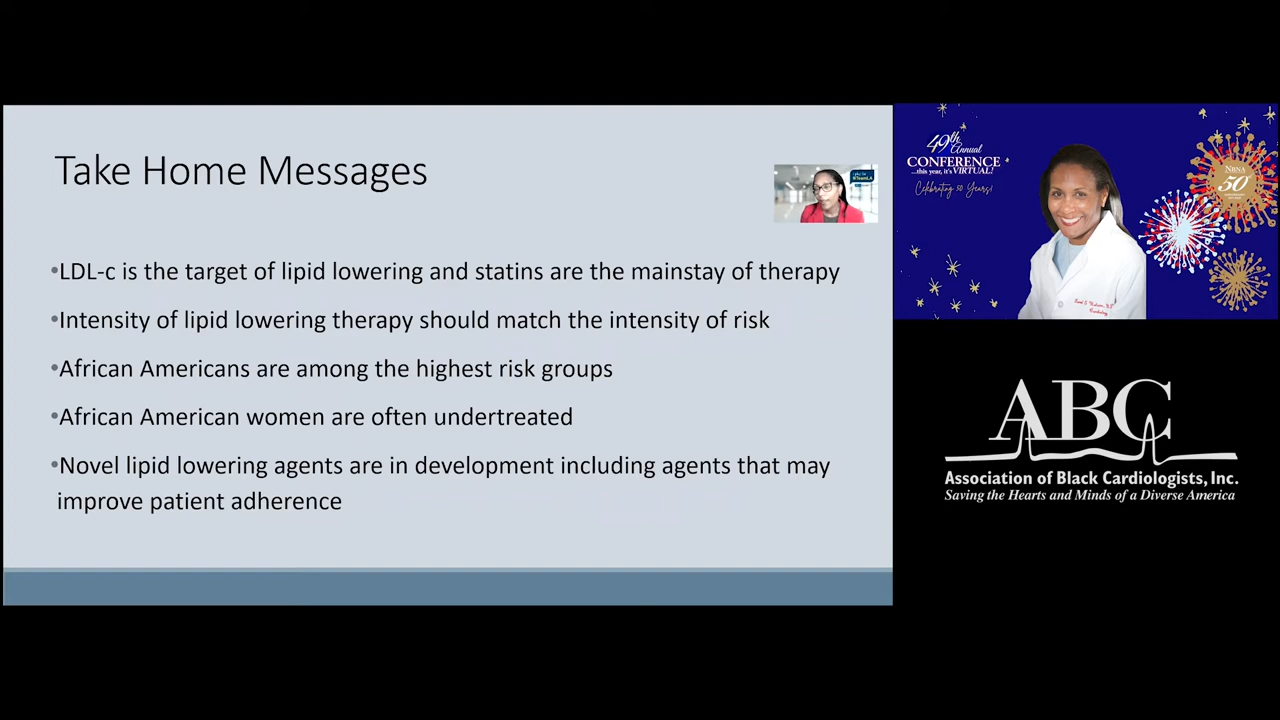 Take Home Messages
•LDL-c is the target of lipid lowering and statins are the mainstay of therapy
•Intensity of lipid lowering therapy should match the intensity of risk
•African Americans are among the highest risk groups
•African American women are often undertreated
•Novel lipid lowering agents are in development including agents that may
improve patient adherence
49th
Annual
CONFERENCE
...this year, it's VIRTUAL!
Celebrating 50 Years!
NBNA
50
ABC
Association of Black Cardiologists, Inc.
Saving the Hearts and Minds of a Diverse America